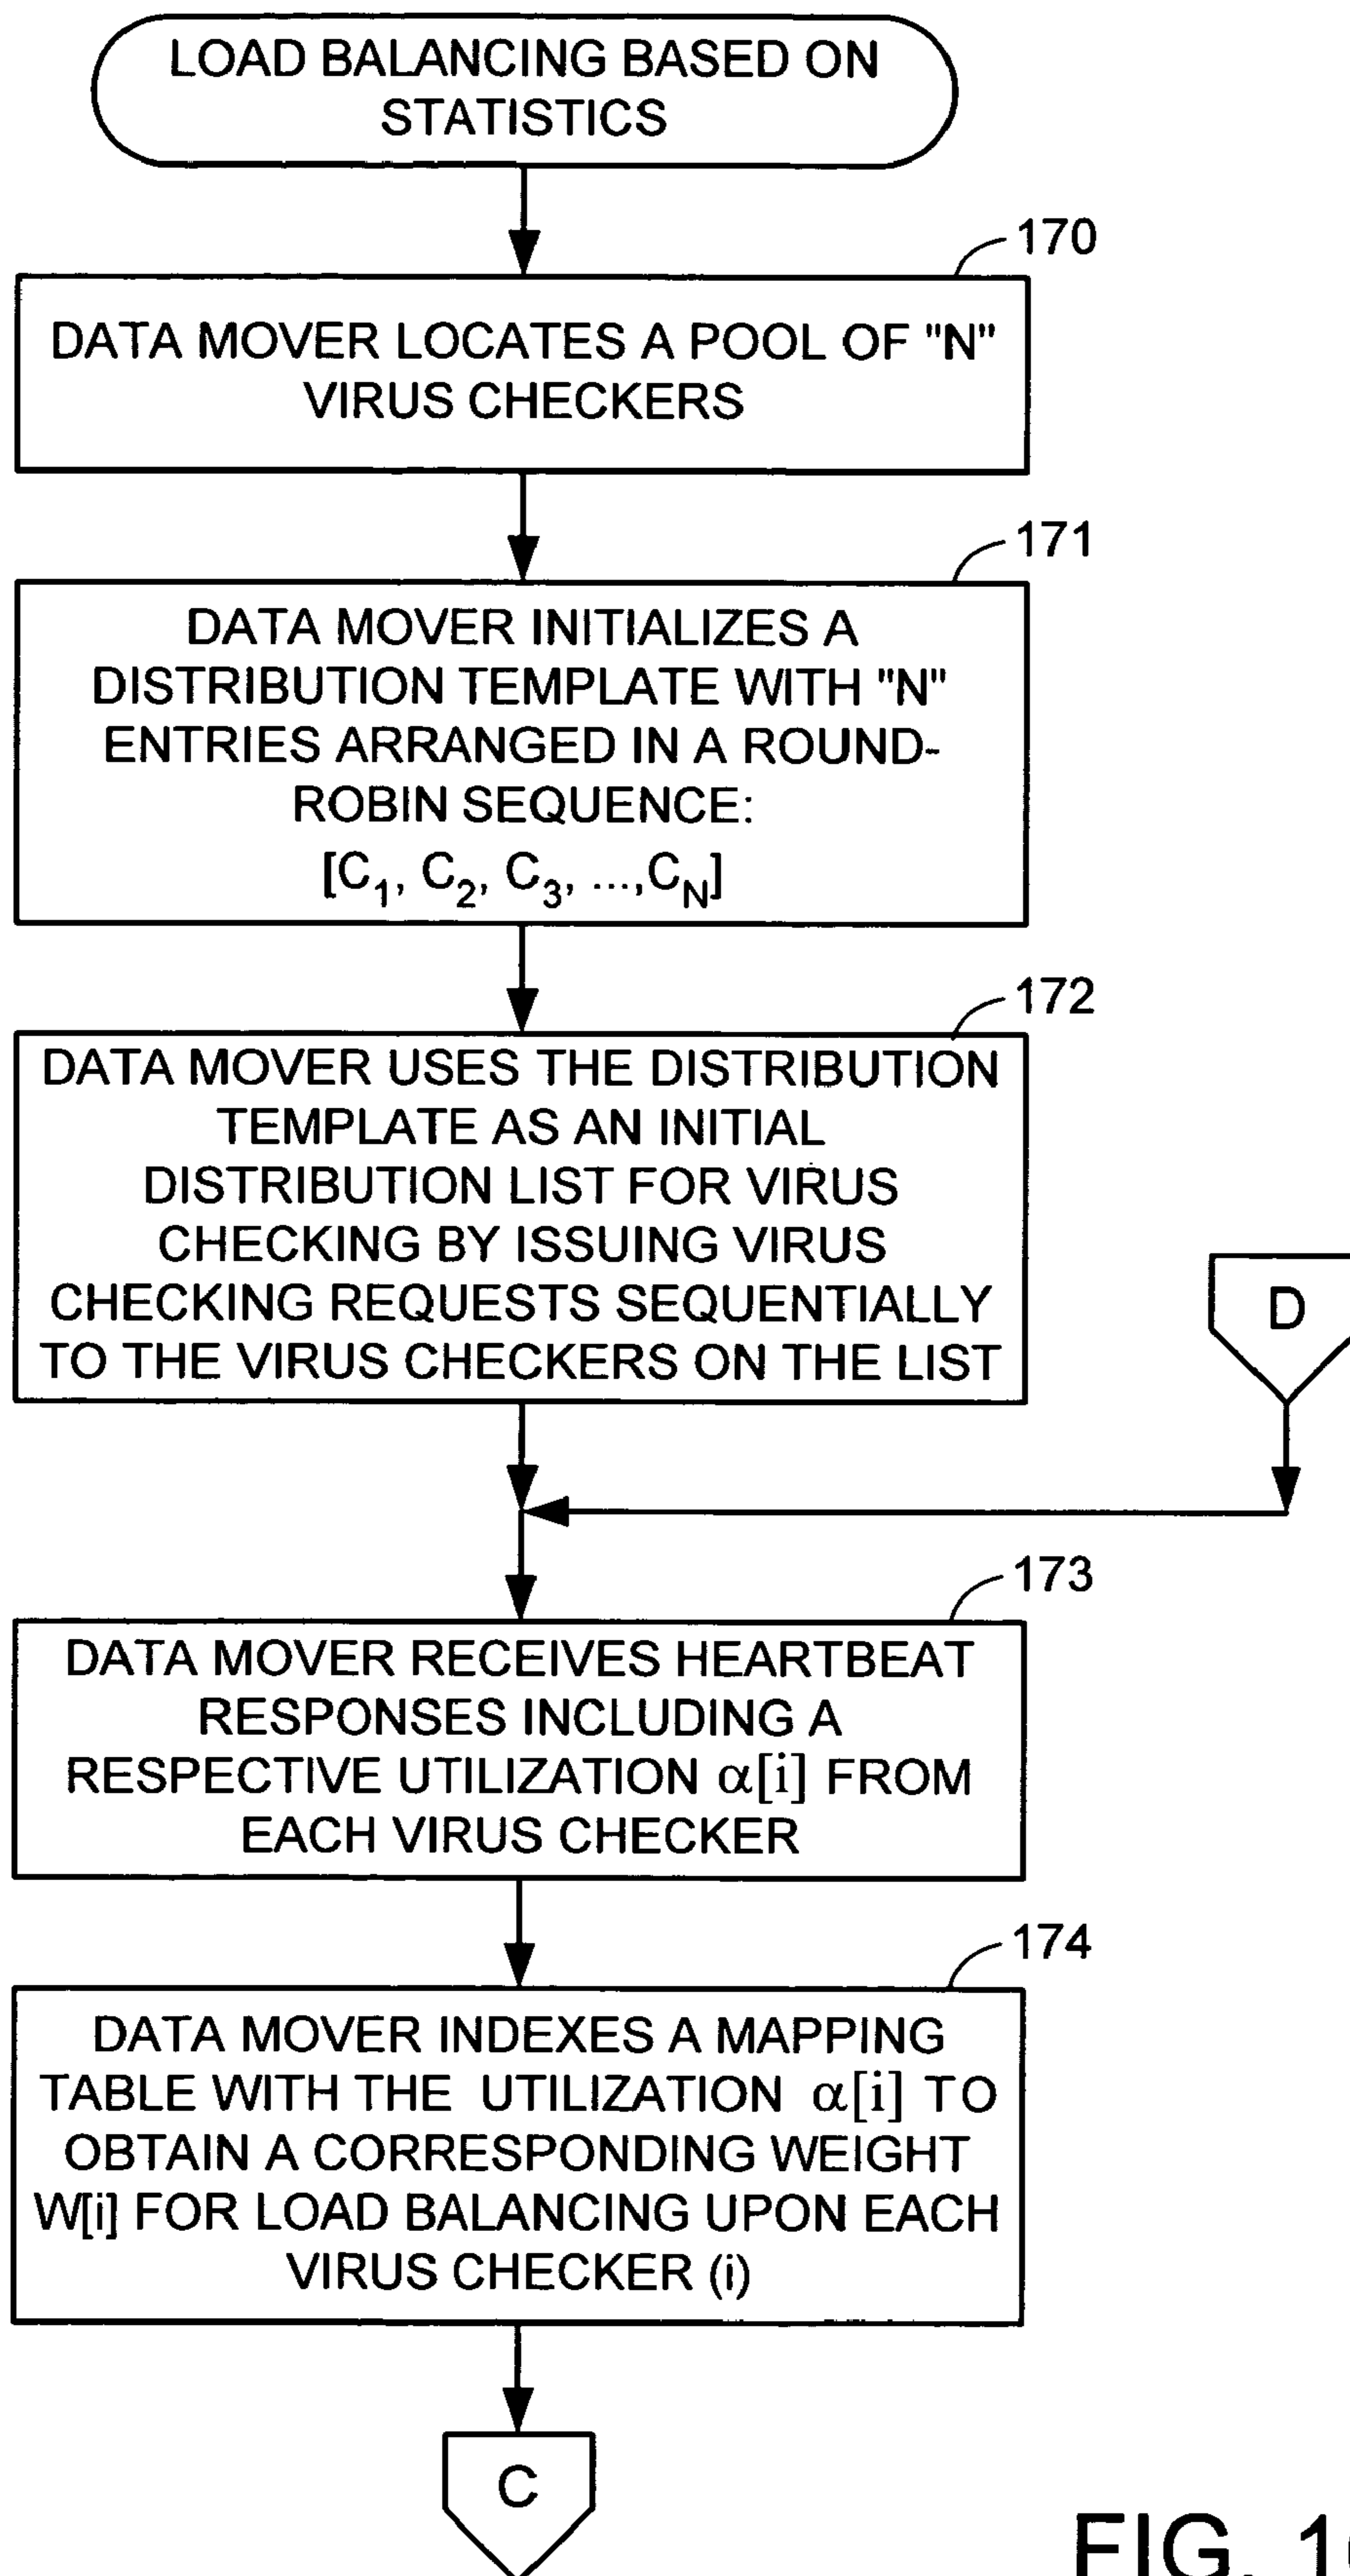 LOAD BALANCING BASED ON
STATISTICS
170
DATA MOVER LOCATES A POOL OF "N"
VIRUS CHECKERS
171
DATA MOVER INITIALIZES A
DISTRIBUTION TEMPLATE WITH "N"
ENTRIES ARRANGED IN A ROUND-
ROBIN SEQUENCE:
[C₁, C₂, C₃, ...,C_N]
172
DATA MOVER USES THE DISTRIBUTION
TEMPLATE AS AN INITIAL
DISTRIBUTION LIST FOR VIRUS
CHECKING BY ISSUING VIRUS
CHECKING REQUESTS SEQUENTIALLY
TO THE VIRUS CHECKERS ON THE LIST
D
173
DATA MOVER RECEIVES HEARTBEAT
RESPONSES INCLUDING A
RESPECTIVE UTILIZATION α[i] FROM
EACH VIRUS CHECKER
174
DATA MOVER INDEXES A MAPPING
TABLE WITH THE UTILIZATION α[i] TO
OBTAIN A CORRESPONDING WEIGHT
W[i] FOR LOAD BALANCING UPON EACH
VIRUS CHECKER (i)
C
FIG.